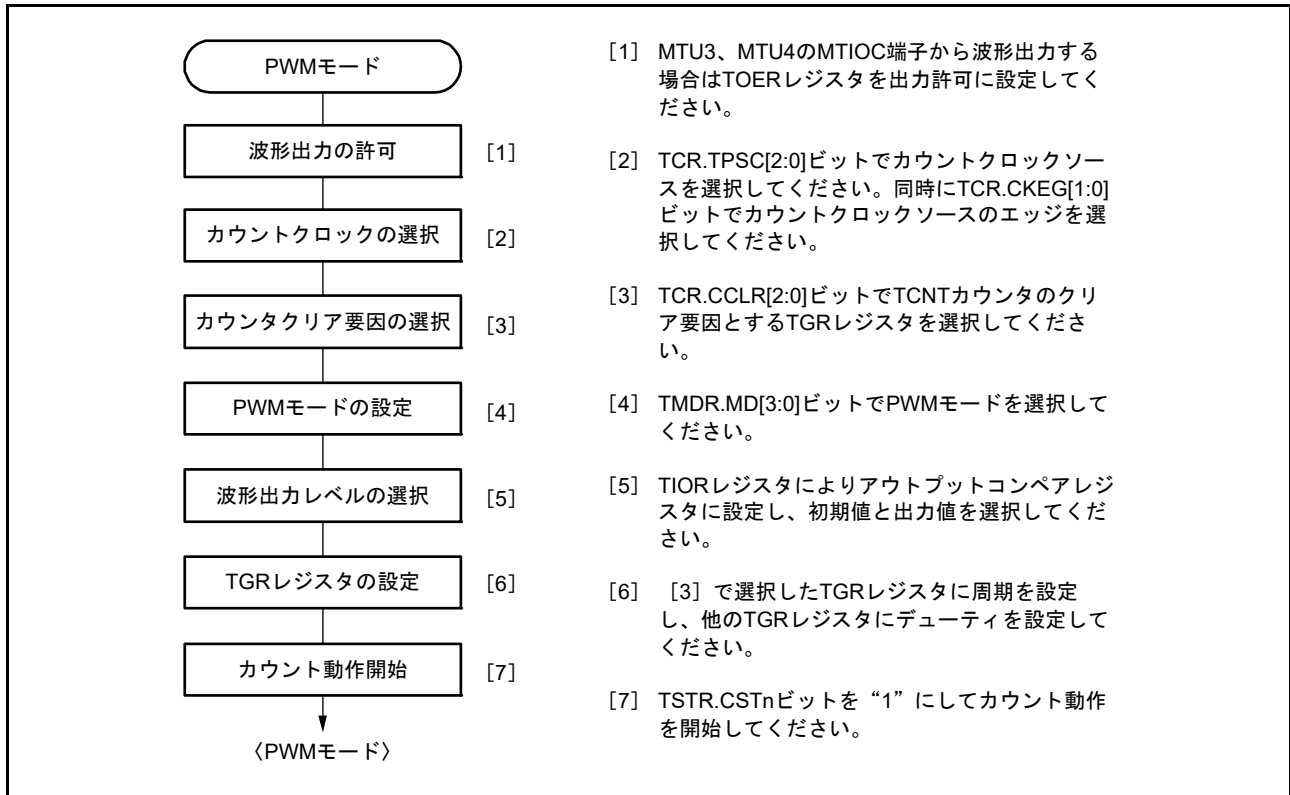 PWMモード
波形出力の許可 [1]
カウントクロックの選択 [2]
カウンタクリア要因の選択 [3]
PWMモードの設定 [4]
波形出力レベルの選択 [5]
TGRレジスタの設定 [6]
カウント動作開始 [7]
〈PWMモード〉
[1] MTU3、MTU4のMTIOC端子から波形出力する
場合はTOERレジスタを出力許可に設定してく
ださい。
[2] TCR.TPSC[2:0]ビットでカウントクロックソー
スを選択してください。同時にTCR.CKEG[1:0]
ビットでカウントクロックソースのエッジを選
択してください。
[3] TCR.CCLR[2:0]ビットでTCNTカウンタのクリ
ア要因とするTGRレジスタを選択してくださ
い。
[4] TMDR.MD[3:0]ビットでPWMモードを選択して
ください。
[5] TIORレジスタによりアウトプットコンペアレジ
スタに設定し、初期値と出力値を選択してくだ
さい。
[6] [3]で選択したTGRレジスタに周期を設定
し、他のTGRレジスタにデューティを設定して
ください。
[7] TSTR.CSTnビットを“1”にしてカウント動作
を開始してください。